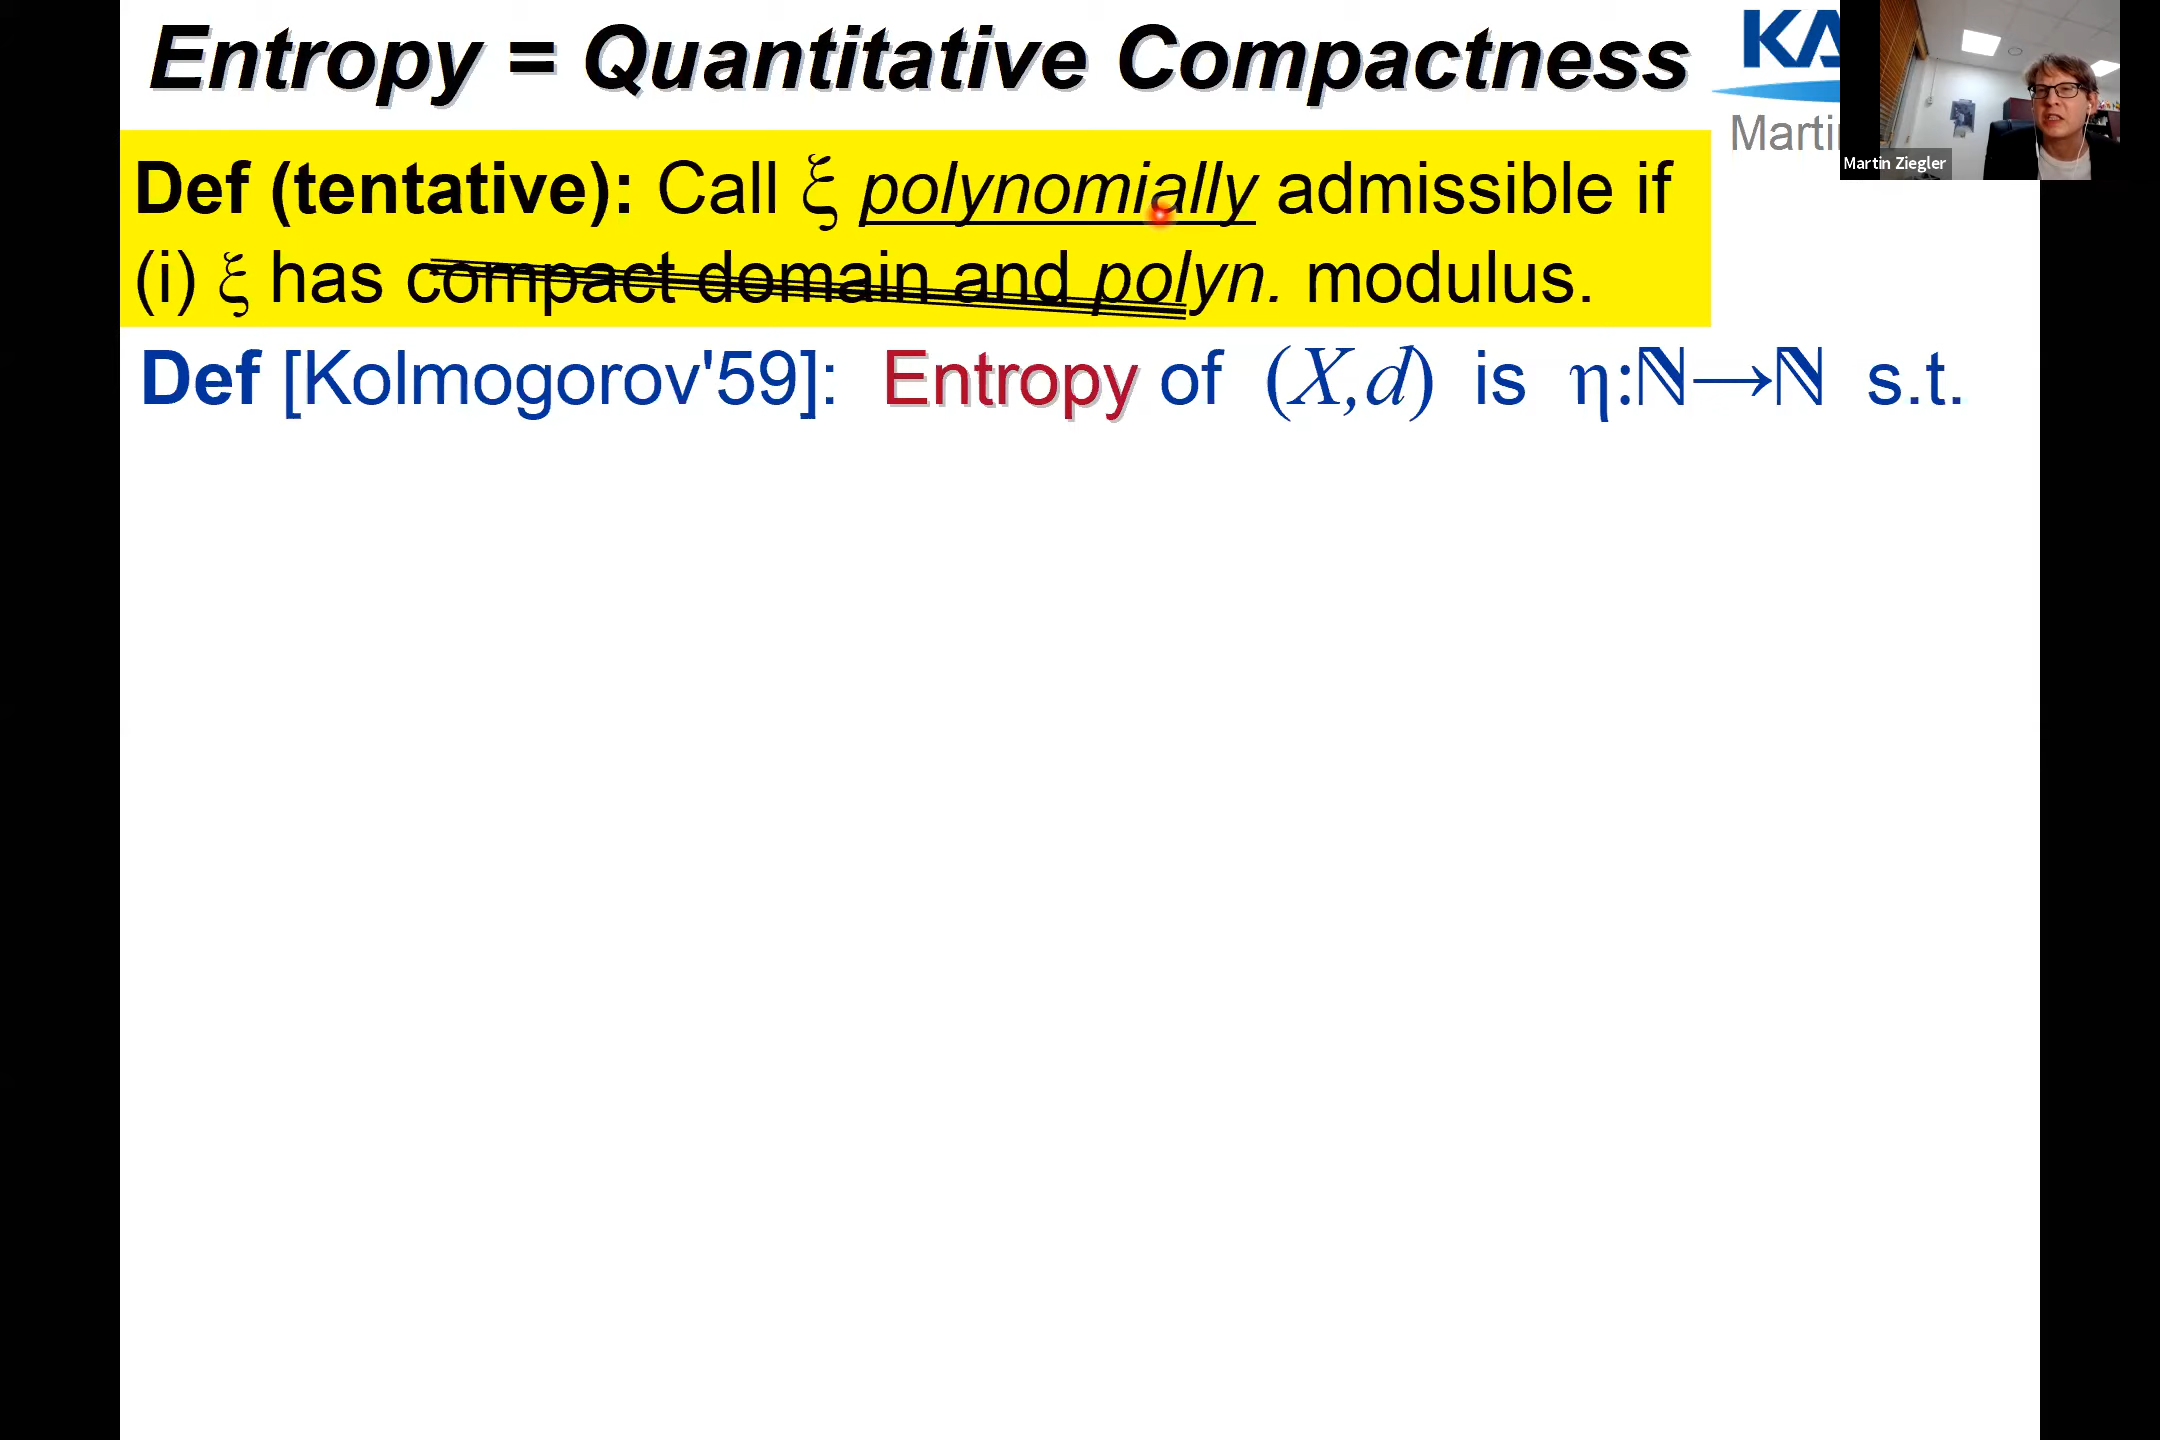 Entropy = Quantitative Compactness
KA
Marti
Martin Ziegler
Def (tentative): Call ξ polynomially admissible if
(i) ξ has compact domain and polyn. modulus.
Def [Kolmogorov'59]: Entropy of (X,d) is η:ℕ→ℕ s.t.